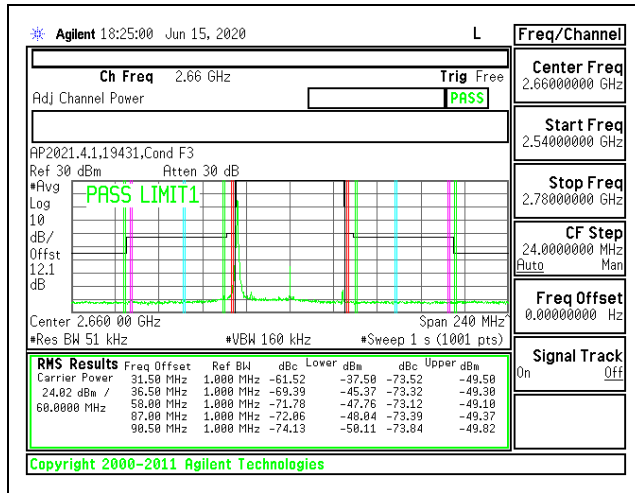 Agilent 18:25:00 Jun 15, 2020 L
Freq/Channel
Ch Freq 2.66 GHz Trig Free
Adj Channel Power PASS
Center Freq
2.66000000 GHz
Start Freq
2.54000000 GHz
AP2021.4.1,19431,Cond F3
Ref 30 dBm Atten 30 dB
#Avg
Log
10
dB/
Offst
12.1
dB
PASS LIMIT1
Stop Freq
2.78000000 GHz
CF Step
24.0000000 MHz
Auto Man
Freq Offset
0.00000000 Hz
Center 2.660 00 GHz Span 240 MHz^
#Res BW 51 kHz #VBW 160 kHz #Sweep 1 s (1001 pts)
Signal Track
On Off
RMS Results Freq Offset Ref BW dBc Lower dBm dBc Upper dBm
Carrier Power 31.50 MHz 1.000 MHz -61.52 -37.50 -73.52 -49.50
24.02 dBm / 36.50 MHz 1.000 MHz -69.39 -45.37 -73.32 -49.30
60.0000 MHz 58.00 MHz 1.000 MHz -71.78 -47.76 -73.12 -49.10
87.00 MHz 1.000 MHz -72.06 -48.04 -73.39 -49.37
90.50 MHz 1.000 MHz -74.13 -50.11 -73.84 -49.82
Copyright 2000-2011 Agilent Technologies